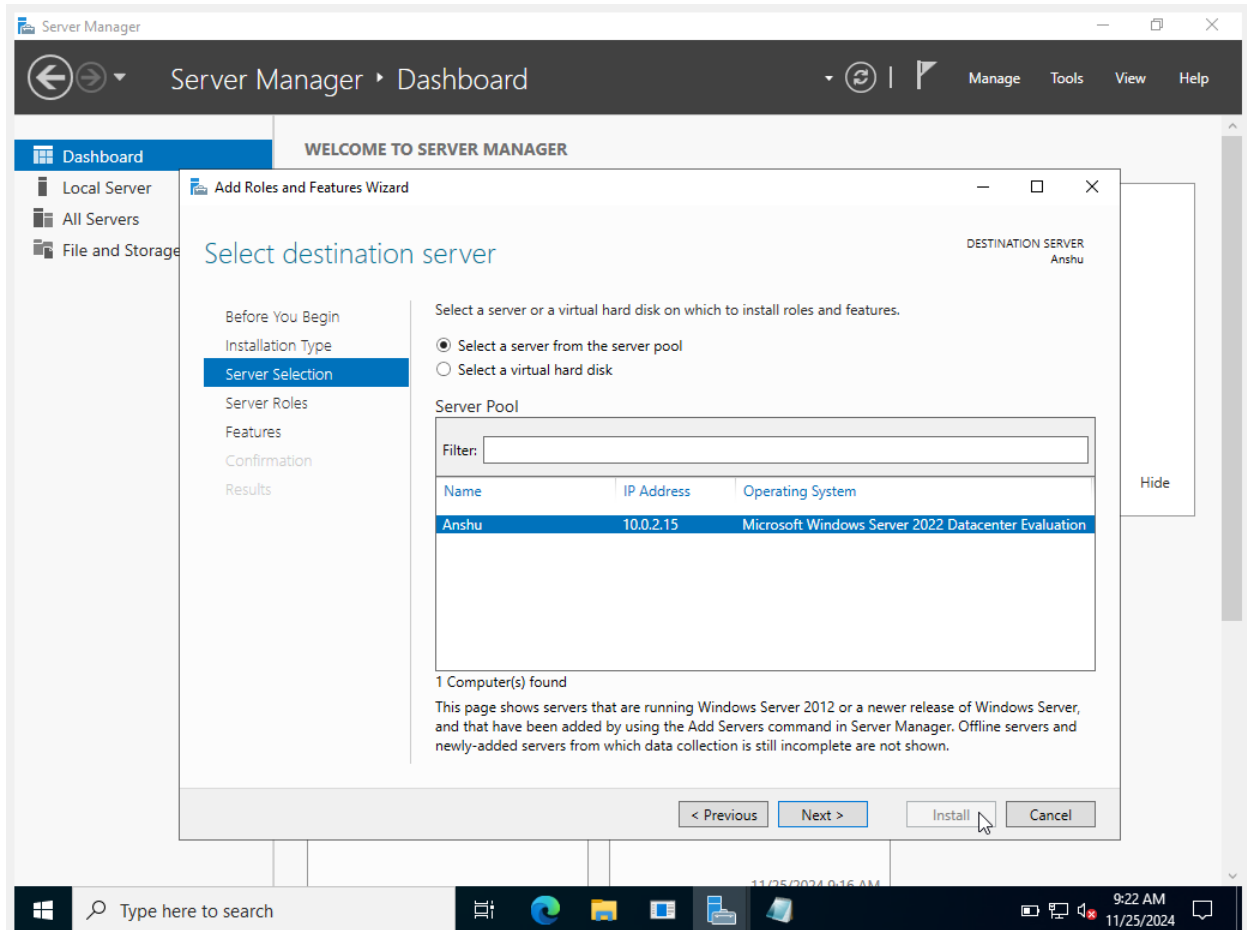 Server Manager
Server Manager ‣ Dashboard
Manage Tools View Help
Dashboard
Local Server
All Servers
File and Storage
WELCOME TO SERVER MANAGER
Hide
Add Roles and Features Wizard
Select destination server
DESTINATION SERVER
Anshu
Before You Begin
Installation Type
Server Selection
Server Roles
Features
Confirmation
Results
Select a server or a virtual hard disk on which to install roles and features.
Select a server from the server pool
Select a virtual hard disk
Server Pool
Filter:
Name IP Address Operating System
Anshu 10.0.2.15 Microsoft Windows Server 2022 Datacenter Evaluation
1 Computer(s) found
This page shows servers that are running Windows Server 2012 or a newer release of Windows Server,
and that have been added by using the Add Servers command in Server Manager. Offline servers and
newly-added servers from which data collection is still incomplete are not shown.
< Previous Next > Install Cancel
11/25/2024 9:16 AM
Type here to search
9:22 AM
11/25/2024